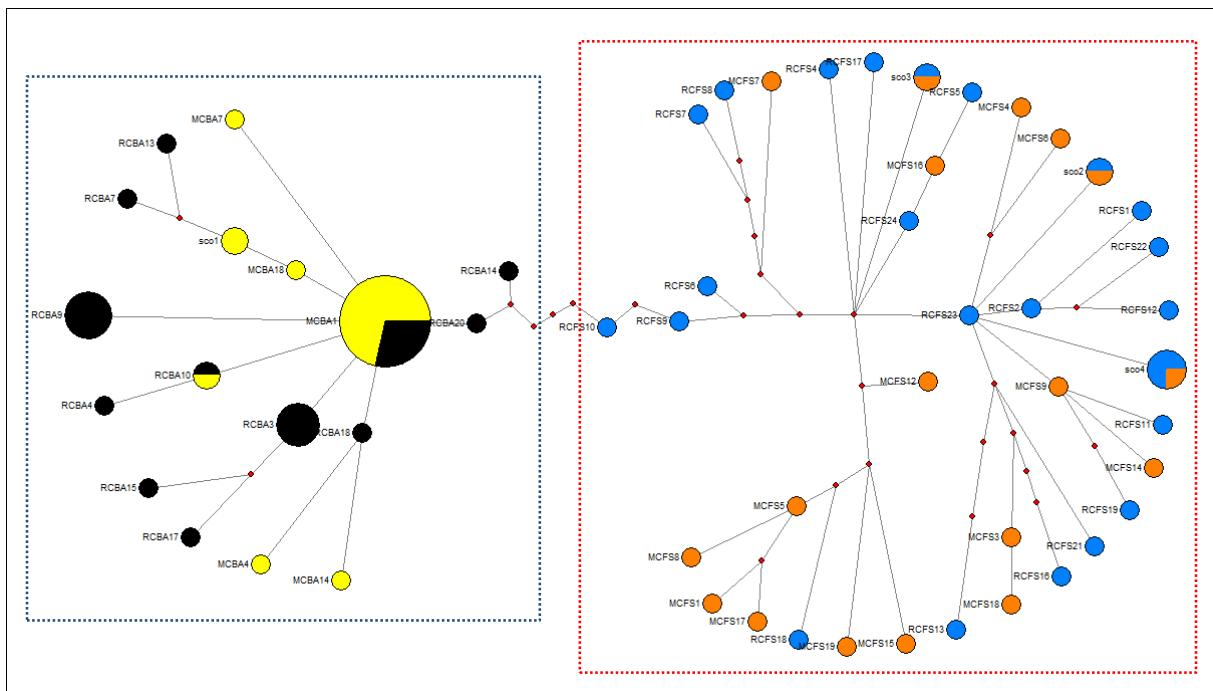 MCBA7
RCBA13
RCBA7
sco1
MCBA18
RCBA9
MCBA1
RCBA14
RCBA20
RCBA10
RCBA4
RCBA3
RCBA18
RCBA15
RCBA17
MCBA4
MCBA14
RCFS17
RCFS4
sco3
MCFS7
RCFS8
RCFS5
RCFS7
MCFS4
MCFS6
MCFS16
sco2
RCFS24
RCFS1
RCFS22
RCFS6
RCFS2
RCFS12
RCFS23
RCFS9
RCFS10
sco4
MCFS12
MCFS9
RCFS11
MCFS14
MCFS5
RCFS19
MCFS3
RCFS21
MCFS8
RCFS16
MCFS1
MCFS18
MCFS17
RCFS13
RCFS18
MCFS19
MCFS15